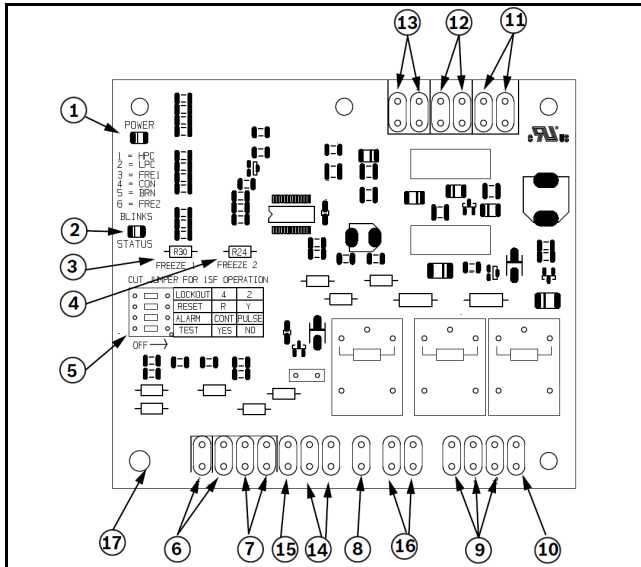 13
12
11
1
POWER
1 = HPC
2 = LPC
3 = FRE1
4 = CON
5 = BRN
6 = FRE2
BLINKS
2
STATUS
R30
R24
3
FREEZE 1
FREEZE 2
4
CUT JUMPER FOR 15F OPERATION
LOCKOUT 4 2
RESET R Y
ALARM CONT PULSE
TEST YES NO
5
OFF
c RU US
17
6
7
15
14
8
16
9
10